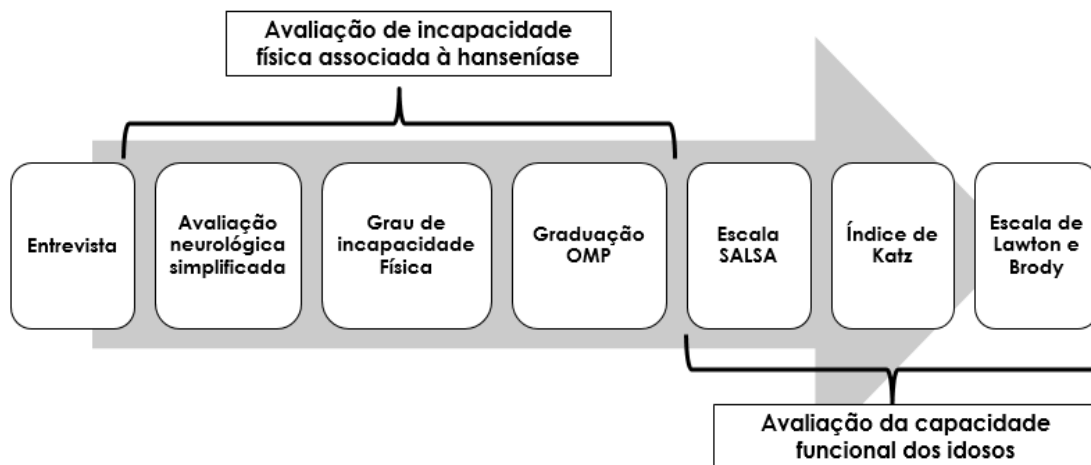 Avaliação de incapacidade
física associada à hanseníase
Entrevista
Avaliação
neurológica
simplificada
Grau de
incapacidade
Física
Graduação
OMP
Escala
SALSA
Índice de
Katz
Escala de
Lawton e
Brody
Avaliação da capacidade
funcional dos idosos